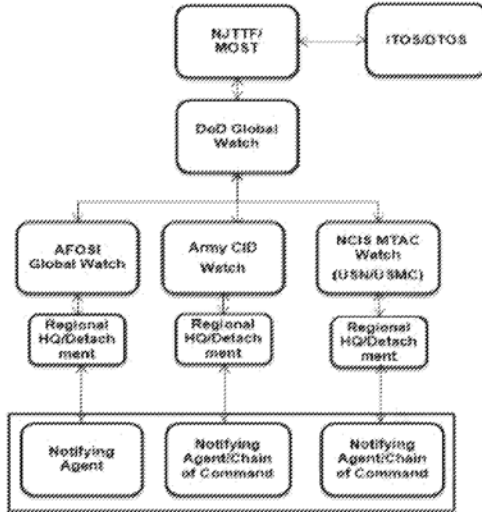 NJTTF/
MOST
ITOS/DTOS
DoD Global
Watch
AFOSI
Global Watch
Army CID
Watch
NCIS MTAC
Watch
(USN/USMC)
Regional
HQ/Detach
ment
Regional
HQ/Detach
ment
Regional
HQ/Detach
ment
Notifying
Agent
Notifying
Agent/Chain
of Command
Notifying
Agent/Chain
of Command